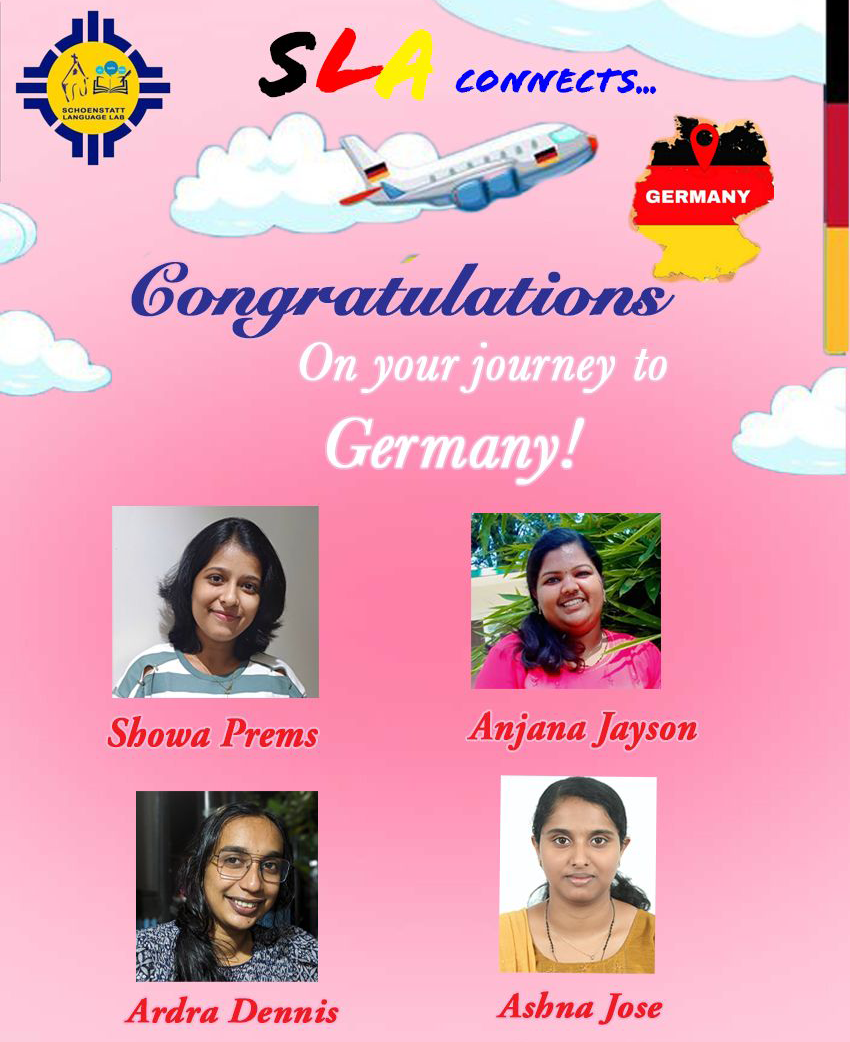 SCHOENSTATT
LANGUAGE LAB
SLA CONNECTS...
GERMANY
Congratulations
On your journey to
Germany!
Showa Prems
Anjana Jayson
Ardra Dennis
Ashna Jose